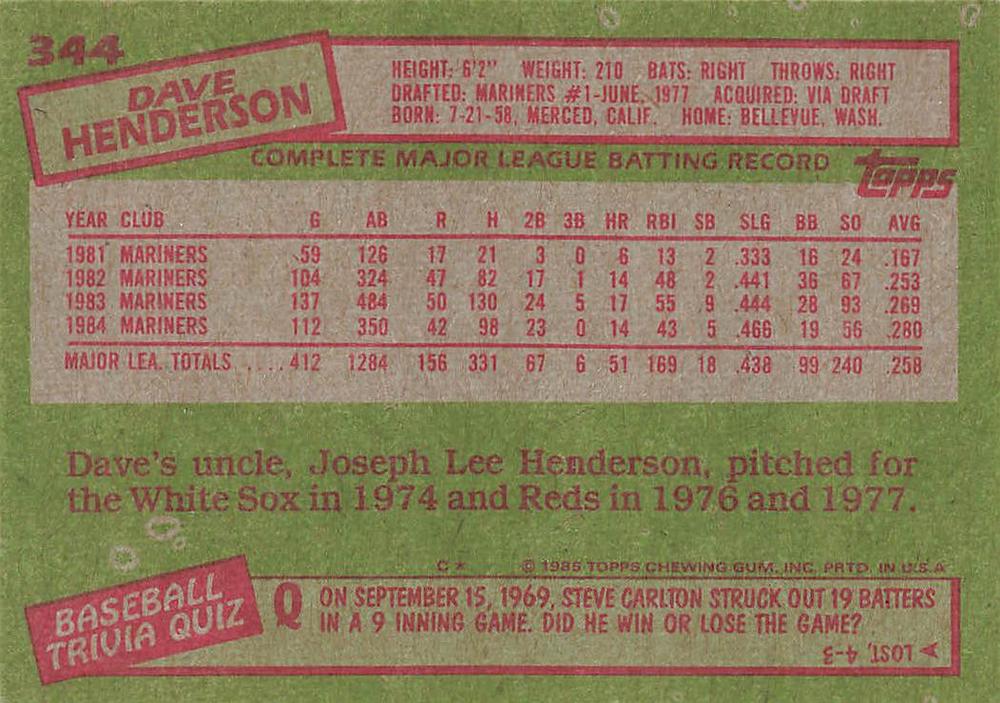 344
DAVE
HENDERSON
HEIGHT: 6'2" WEIGHT: 210 BATS: RIGHT THROWS: RIGHT
DRAFTED: MARINERS #1-JUNE, 1977 ACQUIRED: VIA DRAFT
BORN: 7-21-58, MERCED, CALIF. HOME: BELLEVUE, WASH.
COMPLETE MAJOR LEAGUE BATTING RECORD
topps
YEAR CLUB G AB R H 2B 3B HR RBI SB SLG BB SO AVG
1981 MARINERS 59 126 17 21 3 0 6 13 2 .333 16 24 .167
1982 MARINERS 104 324 47 82 17 1 14 48 2 .441 36 67 .253
1983 MARINERS 137 484 50 130 24 5 17 55 9 .444 28 93 .269
1984 MARINERS 112 350 42 98 23 0 14 43 5 .466 19 56 .280
MAJOR LEA. TOTALS .... 412 1284 156 331 67 6 51 169 18 .438 99 240 .258
Dave's uncle, Joseph Lee Henderson, pitched for
the White Sox in 1974 and Reds in 1976 and 1977.
C* © 1985 TOPPS CHEWING GUM, INC. PRTD. IN U.S.A
BASEBALL
TRIVIA QUIZ
Q ON SEPTEMBER 15, 1969, STEVE CARLTON STRUCK OUT 19 BATTERS
IN A 9 INNING GAME. DID HE WIN OR LOSE THE GAME?
A LOST, 4-3